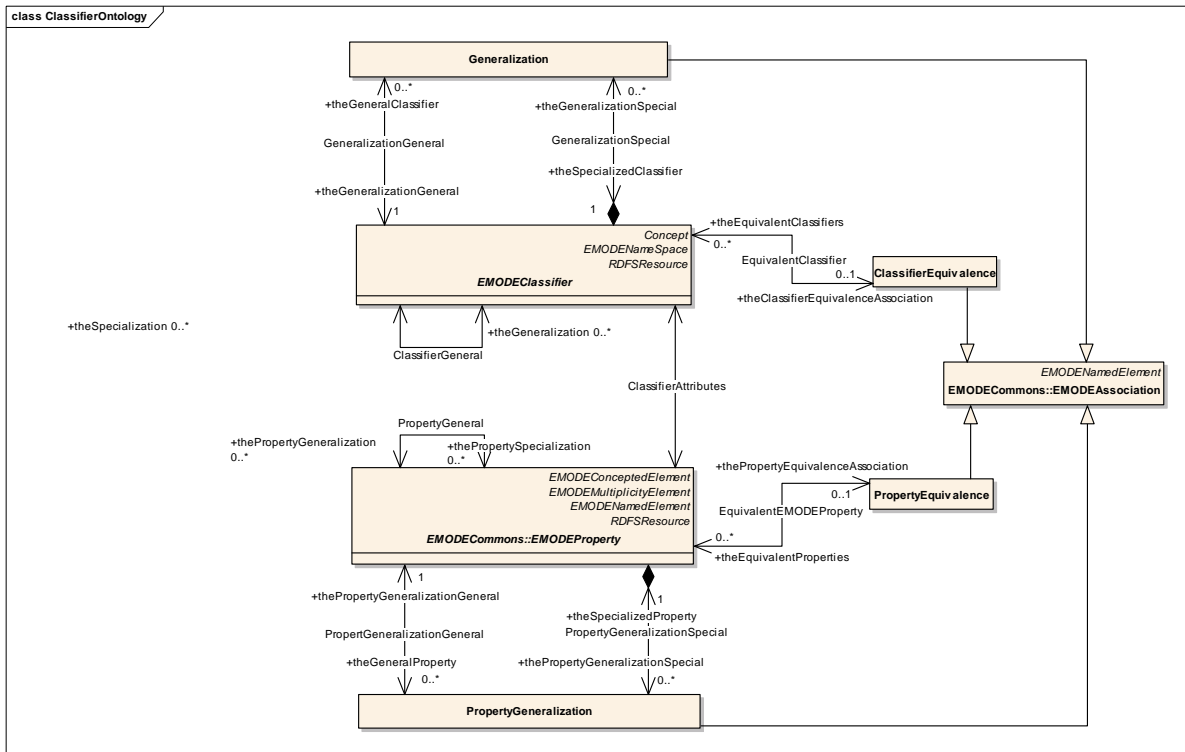 class ClassifierOntology
Generalization
0..*
0..*
+theGeneralClassifier
+theGeneralizationSpecial
GeneralizationGeneral
GeneralizationSpecial
+theSpecializedClassifier
+theGeneralizationGeneral
1
1
Concept
EMODENameSpace
RDFSResource
EMODEClassifier
+theEquivalentClassifiers
0..*
EquivalentClassifier
0..1
ClassifierEquivalence
+theClassifierEquivalenceAssociation
+theSpecialization 0..*
+theGeneralization 0..*
ClassifierGeneral
ClassifierAttributes
EMODENamedElement
EMODECommons::EMODEAssociation
PropertyGeneral
+thePropertyGeneralization
0..*
+thePropertySpecialization
0..*
EMODEConceptedElement
EMODEMultiplicityElement
EMODENamedElement
RDFSResource
EMODECommons::EMODEProperty
+thePropertyEquivalenceAssociation
0..1
PropertyEquivalence
EquivalentEMODEProperty
0..*
+theEquivalentProperties
1
+thePropertyGeneralizationGeneral
1
+theSpecializedProperty
PropertGeneralizationGeneral
PropertyGeneralizationSpecial
+theGeneralProperty
+thePropertyGeneralizationSpecial
0..*
0..*
PropertyGeneralization